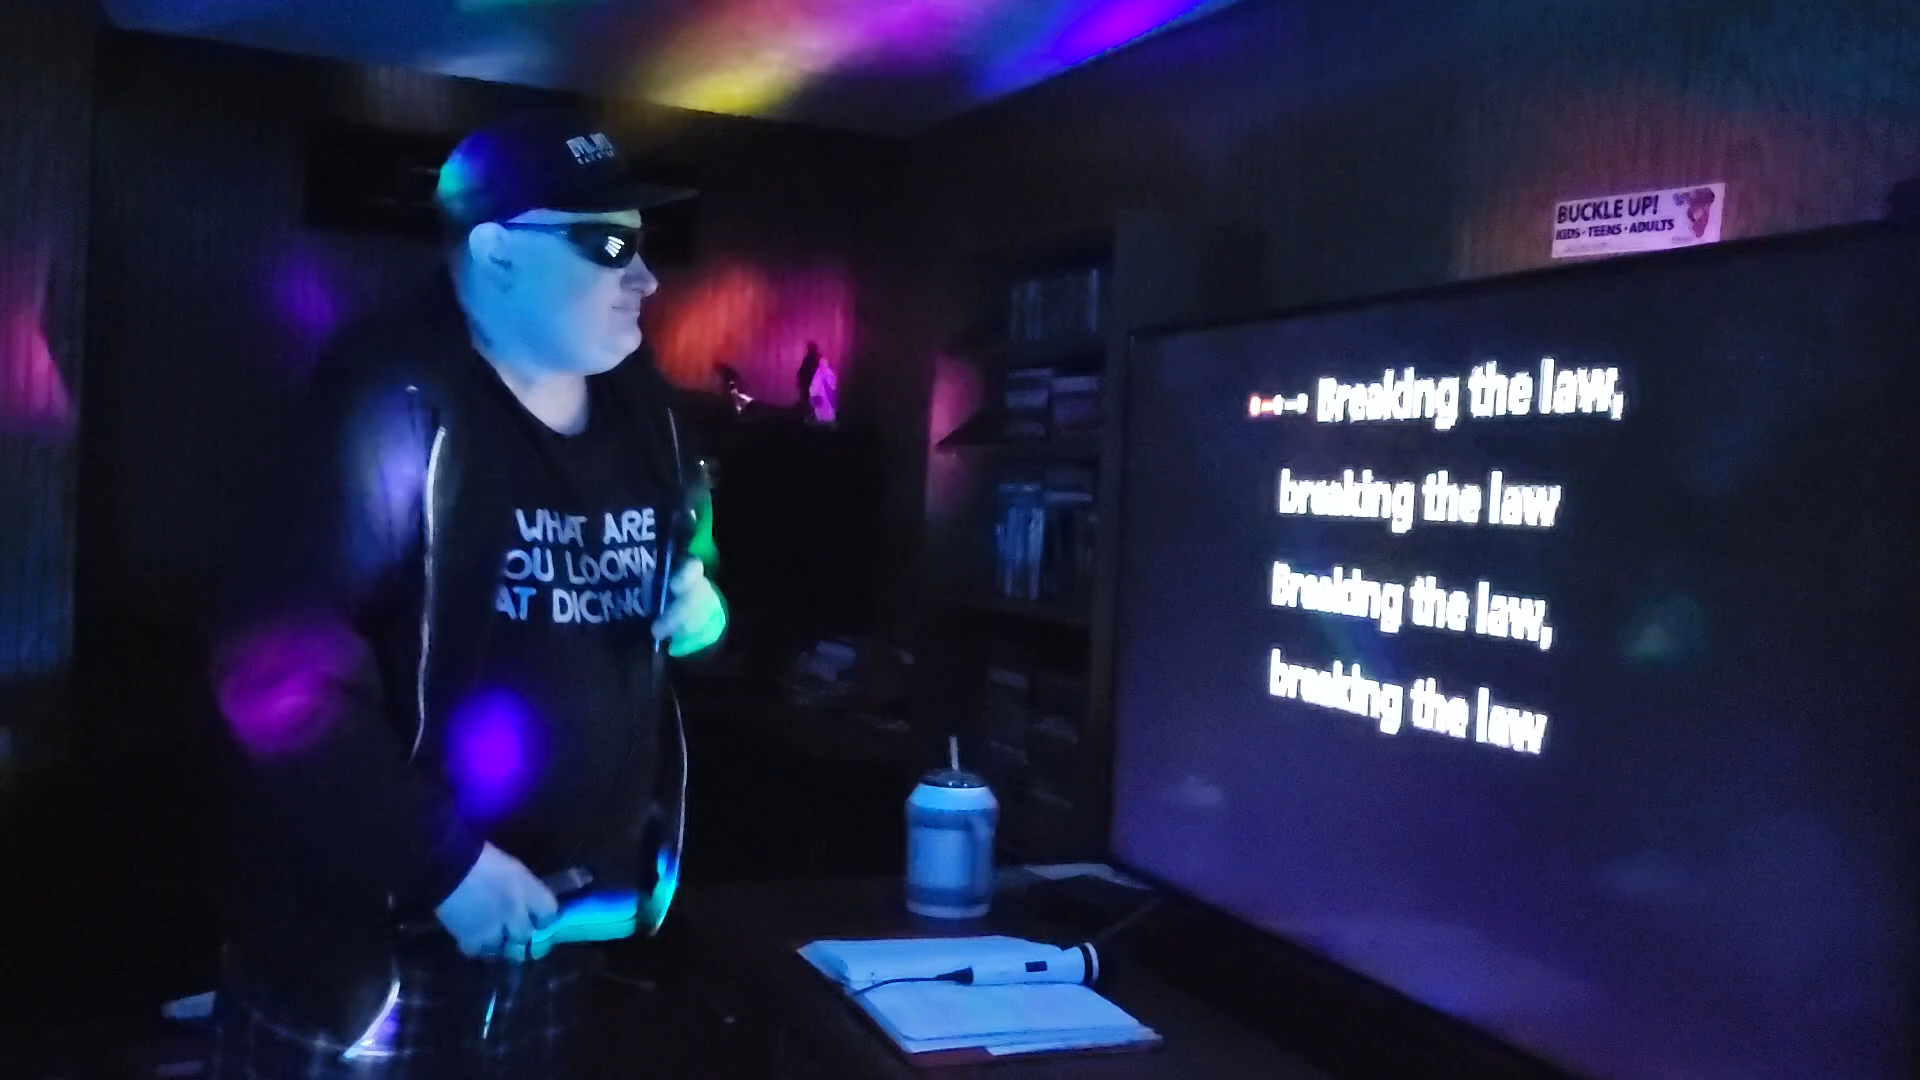 WHAT ARE
OU LOOKIN
AT DICKNO
BUCKLE UP!
KIDS - TEENS - ADULTS
Breaking the law,
breaking the law
Breaking the law,
breaking the law